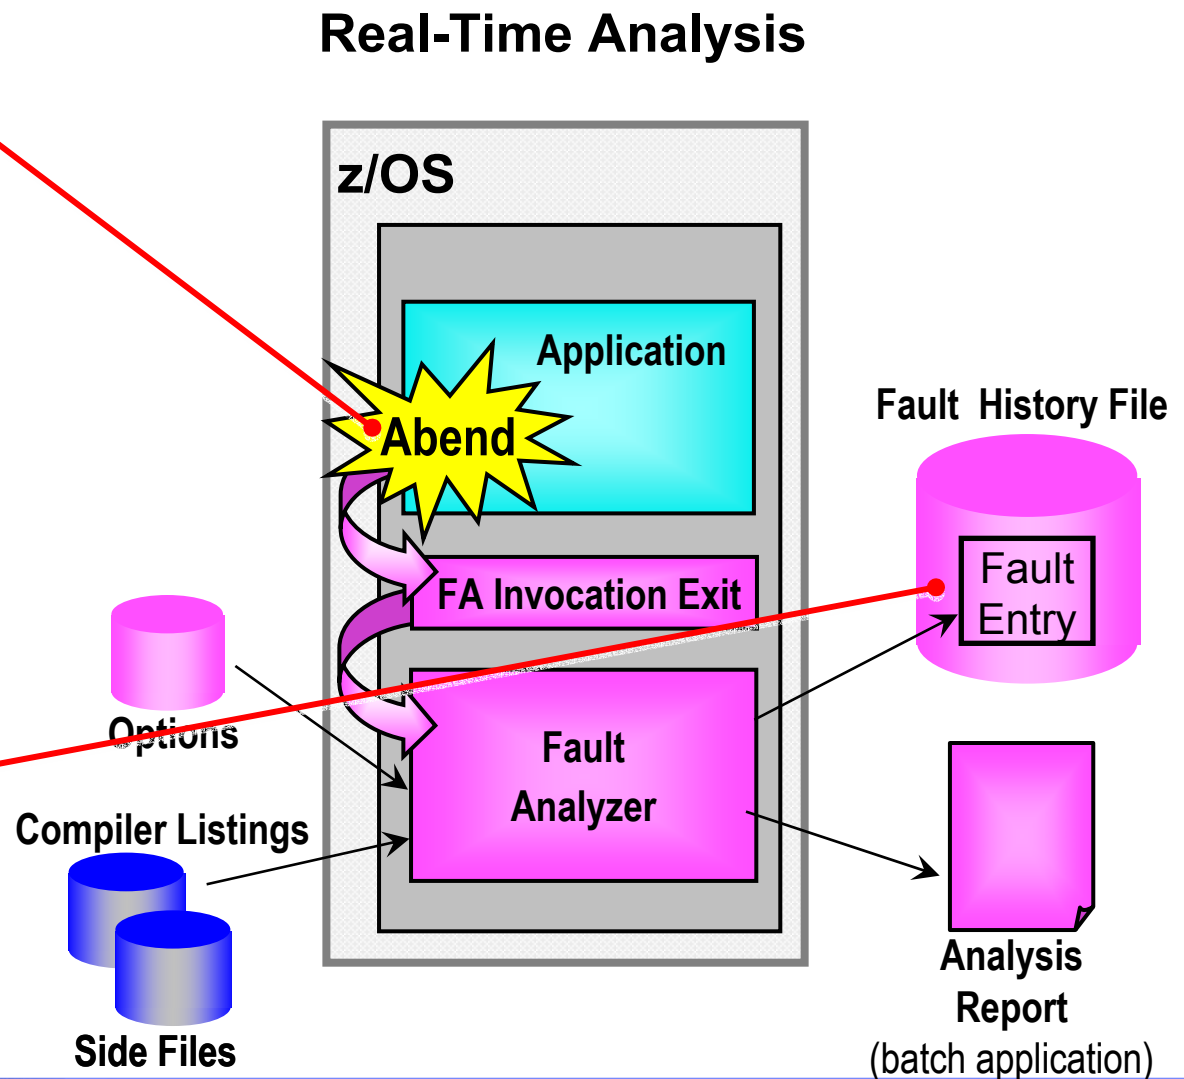 Real-Time Analysis
z/OS
Application
Abend
Fault History File
Fault
Entry
FA Invocation Exit
Options
Fault
Analyzer
Compiler Listings
Side Files
Analysis
Report
(batch application)